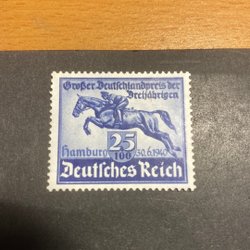 Großer Deutschlandpreis der
Dreijährigen
25
100
Hamburg 30.6.1940
Deutsches Reich